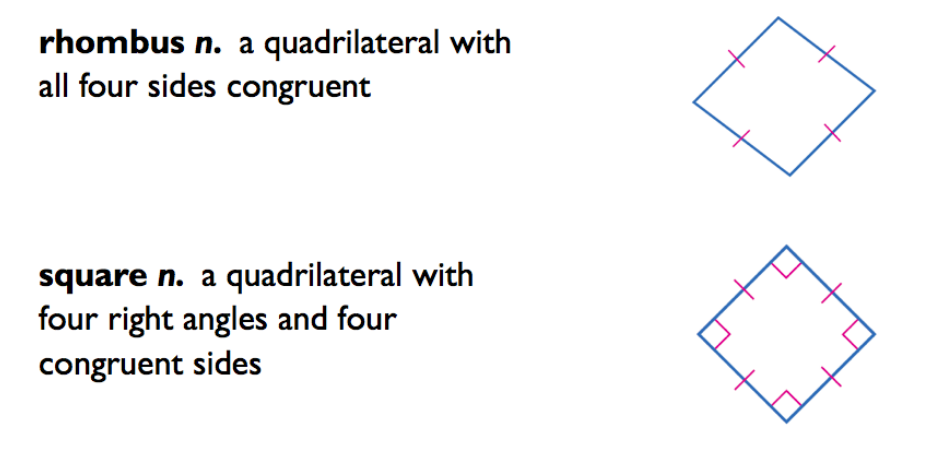 rhombus n. a quadrilateral with
all four sides congruent
square n. a quadrilateral with
four right angles and four
congruent sides